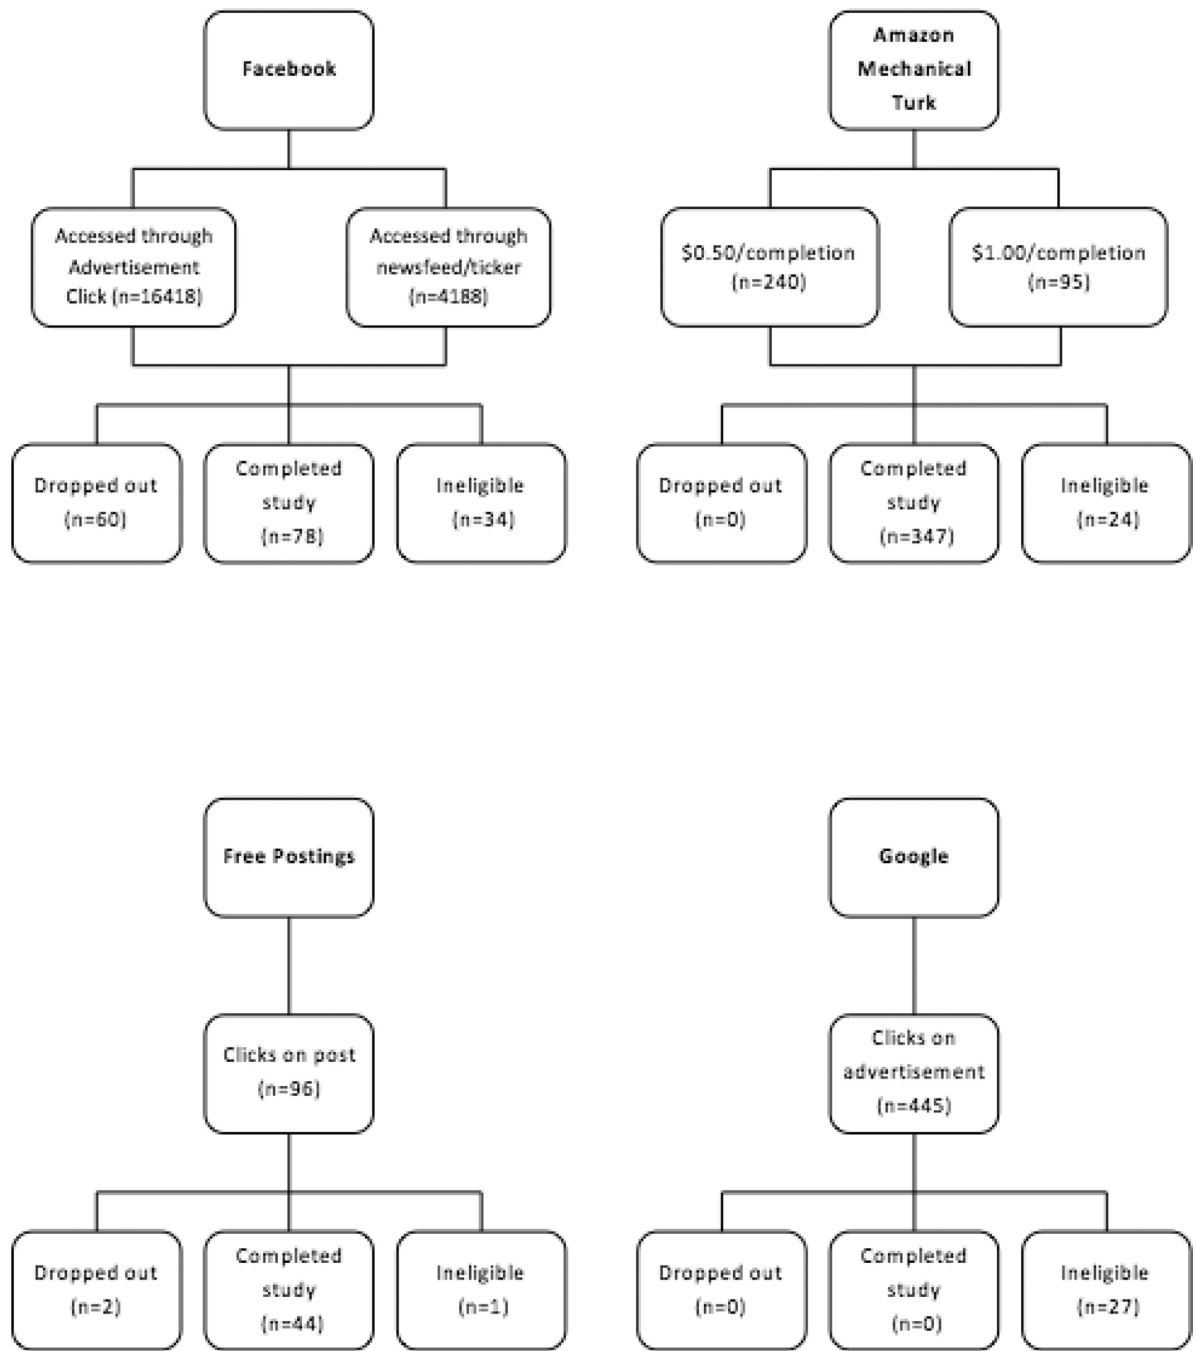 Facebook
Accessed through
Advertisement
Click (n=16418)
Accessed through
newsfeed/ticker
(n=4188)
Dropped out
(n=60)
Completed
study
(n=78)
Ineligible
(n=34)
Amazon
Mechanical
Turk
$0.50/completion
(n=240)
$1.00/completion
(n=95)
Dropped out
(n=0)
Completed
study
(n=347)
Ineligible
(n=24)
Free Postings
Clicks on post
(n=96)
Dropped out
(n=2)
Completed
study
(n=44)
Ineligible
(n=1)
Google
Clicks on
advertisement
(n=445)
Dropped out
(n=0)
Completed
study
(n=0)
Ineligible
(n=27)